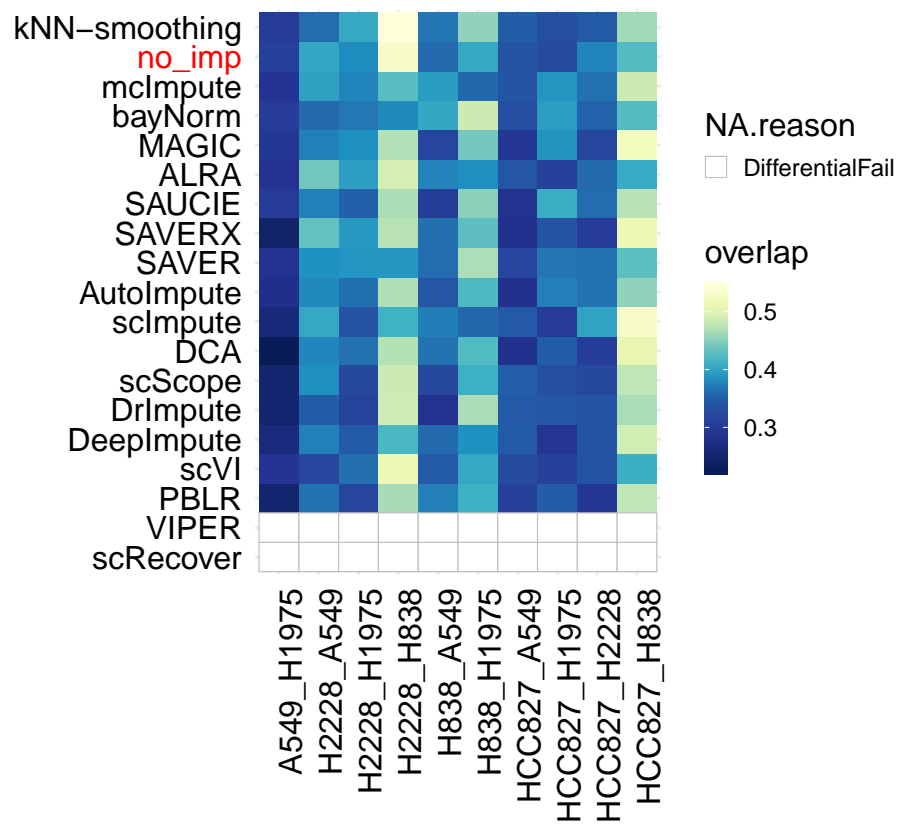 kNN−smoothing
no_imp
mcImpute
bayNorm
MAGIC
ALRA
SAUCIE
SAVERX
SAVER
AutoImpute
scImpute
DCA
scScope
DrImpute
DeepImpute
scVI
PBLR
VIPER
scRecover
A549_H1975
H2228_A549
H2228_H1975
H2228_H838
H838_A549
H838_H1975
HCC827_A549
HCC827_H1975
HCC827_H2228
HCC827_H838
NA.reason
DifferentialFail
overlap
0.5
0.4
0.3